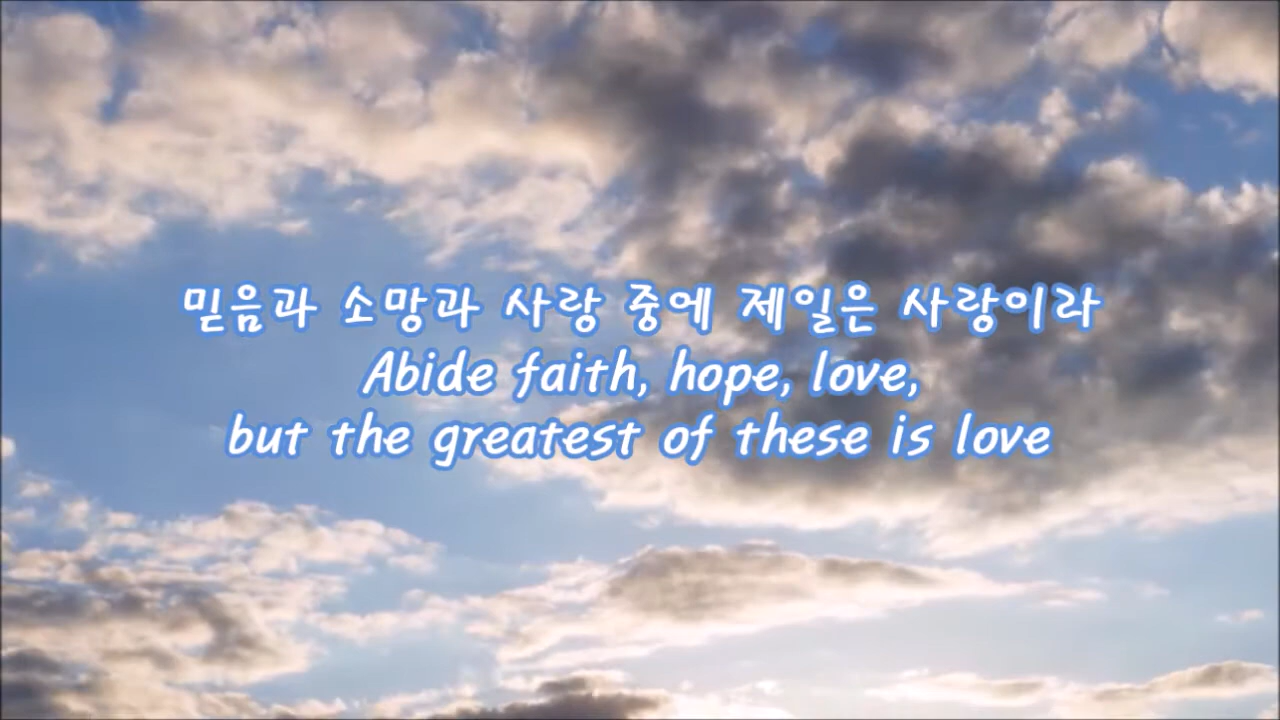 믿음과 소망과 사랑 중에 제일은 사랑이라
Abide faith, hope, love,
but the greatest of these is love